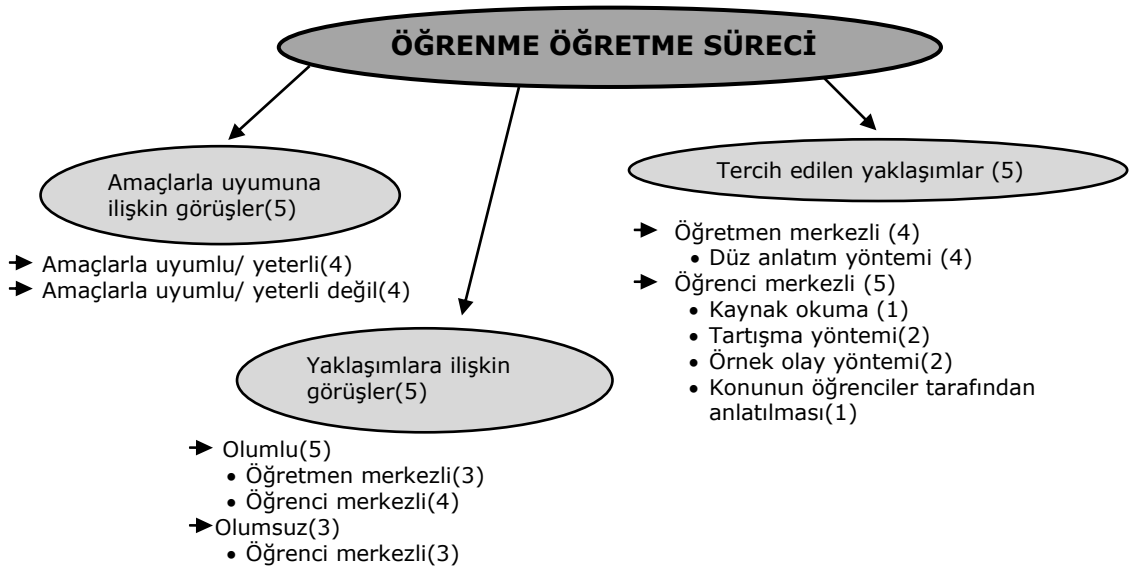 ÖĞRENME ÖĞRETME SÜRECİ
Amaçlarla uyumuna
ilişkin görüşler(5)
Amaçlarla uyumlu/ yeterli(4)
Amaçlarla uyumlu/ yeterli değil(4)
Yaklaşımlara ilişkin
görüşler(5)
Olumlu(5)
• Öğretmen merkezli(3)
• Öğrenci merkezli(4)
Olumsuz(3)
• Öğrenci merkezli(3)
Tercih edilen yaklaşımlar (5)
Öğretmen merkezli (4)
• Düz anlatım yöntemi (4)
Öğrenci merkezli (5)
• Kaynak okuma (1)
• Tartışma yöntemi(2)
• Örnek olay yöntemi(2)
• Konunun öğrenciler tarafından
anlatılması(1)